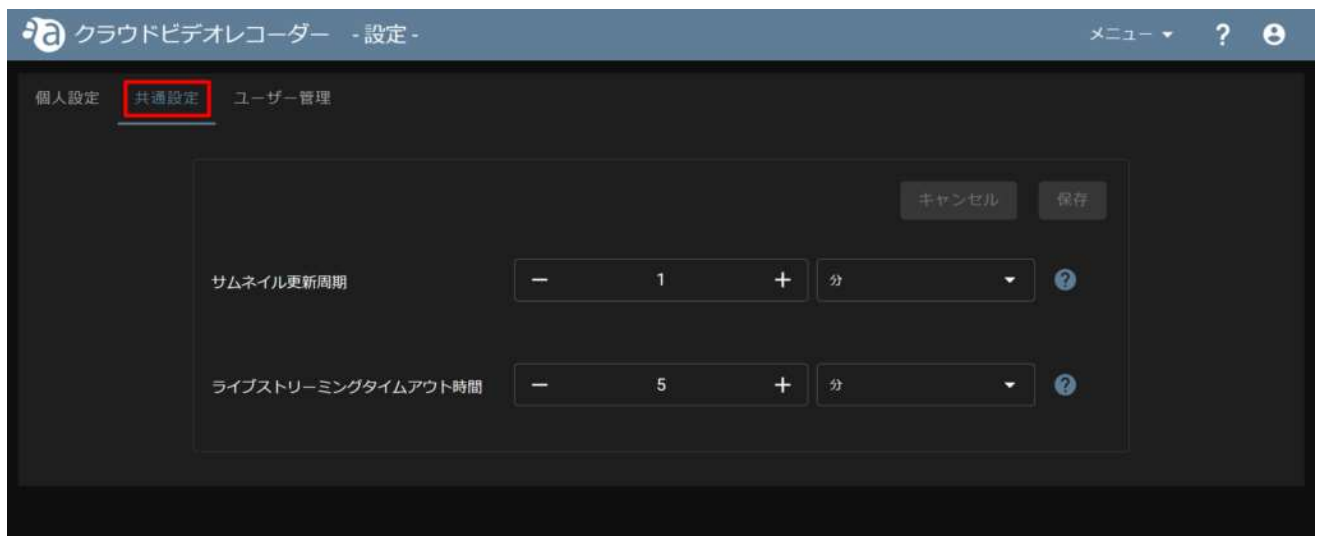 クラウドビデオレコーダー - 設定 -
メニュー ?
個人設定 共通設定 ユーザー管理
キャンセル 保存
サムネイル更新周期 − 1 + 分 ?
ライブストリーミングタイムアウト時間 − 5 + 分 ?